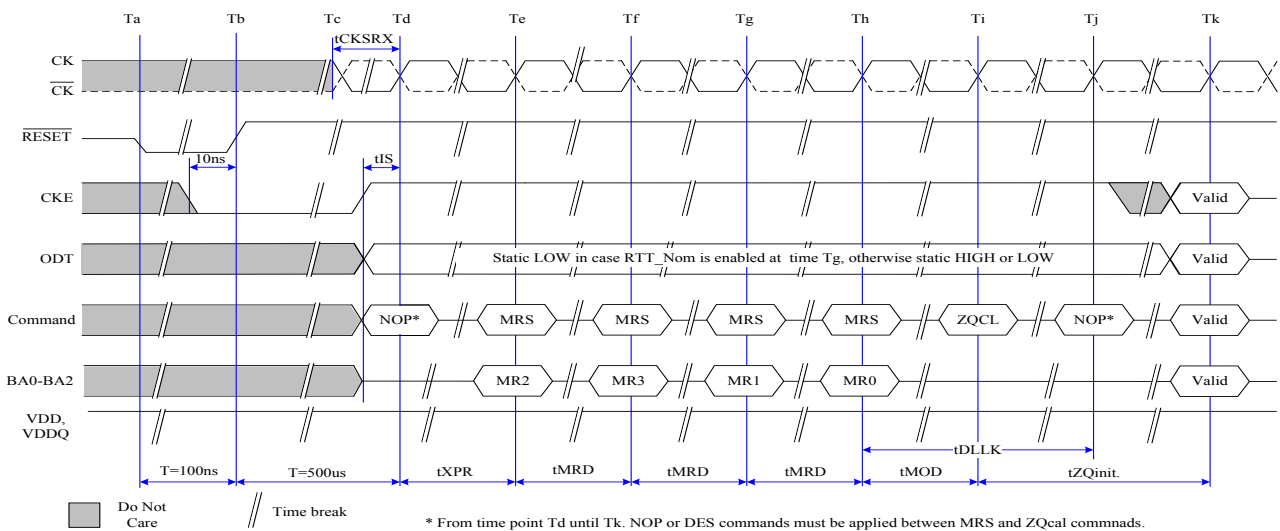 Ta Tb Tc Td Te Tf Tg Th Ti Tj Tk
tCKSRX
CK
CK
RESET
10ns tIS
CKE Valid
ODT Static LOW in case RTT_Nom is enabled at time Tg, otherwise static HIGH or LOW Valid
Command NOP* MRS MRS MRS MRS ZQCL NOP* Valid
BA0-BA2 MR2 MR3 MR1 MR0 Valid
VDD,
VDDQ
tDLLK
T=100ns T=500us tXPR tMRD tMRD tMRD tMOD tZQinit.
Do Not
Care
Time break
* From time point Td until Tk. NOP or DES commands must be applied between MRS and ZQcal commnads.